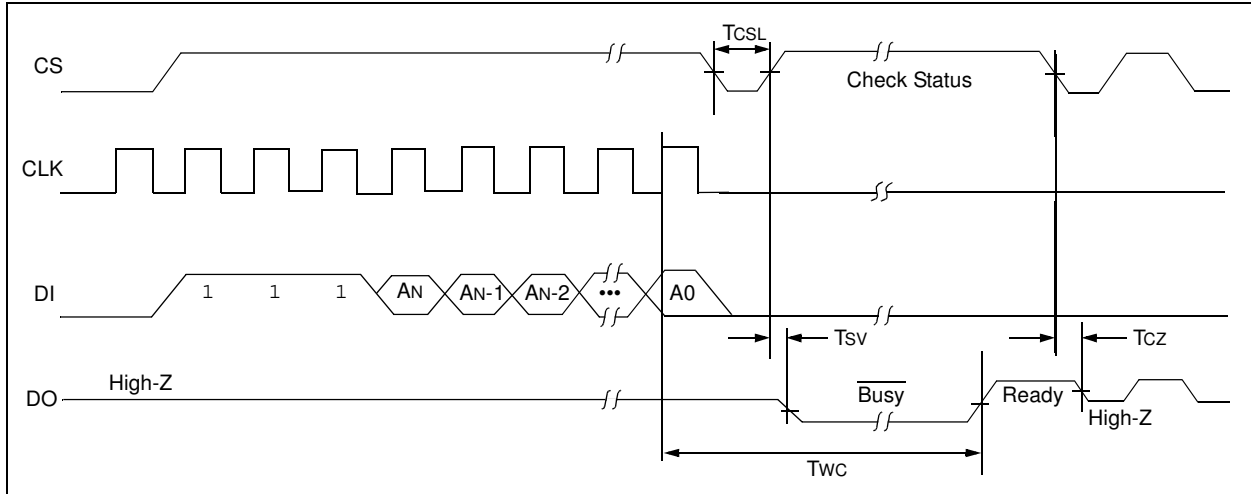 TCSL
CS
Check Status
CLK
DI
1 1 1 AN AN-1 AN-2 ••• A0
TSV
TCZ
High-Z
DO
Busy
Ready
High-Z
TWC